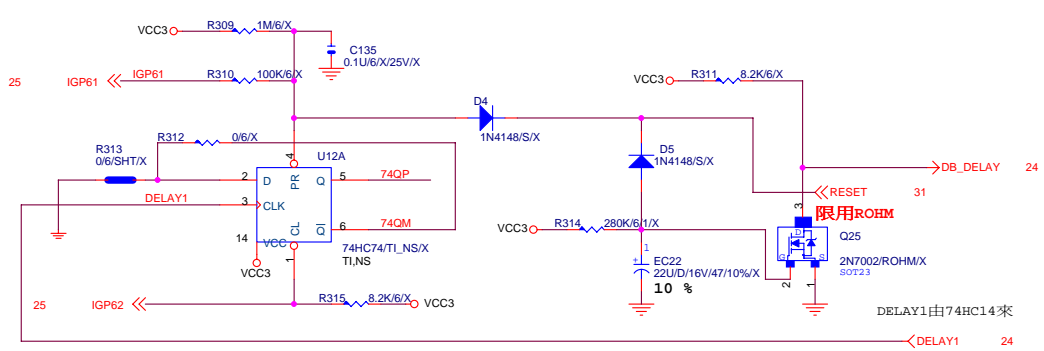 VCC3
R309
1M/6/X
C135
0.1U/6/X/25V/X
25
IGP61
IGP61
R310
100K/6/X
VCC3
R311
8.2K/6/X
D4
1N4148/S/X
R312
0/6/X
R313
0/6/SHT/X
U12A
4
2
D
PR
Q
5
74QP
DELAY1
3
CLK
CL
Q
6
74QM
14
VCC
VCC3
1
74HC74/TI_NS/X
TI,NS
D5
1N4148/S/X
DB_DELAY
24
RESET
31
3
限用ROHM
VCC3
R314
280K/6/1/X
D
G
S
Q25
2N7002/ROHM/X
SOT23
2
1
1
+
EC22
22U/D/16V/47/10%/X
10 %
25
IGP62
R315
8.2K/6/X
VCC3
DELAY1由74HC14來
DELAY1
24